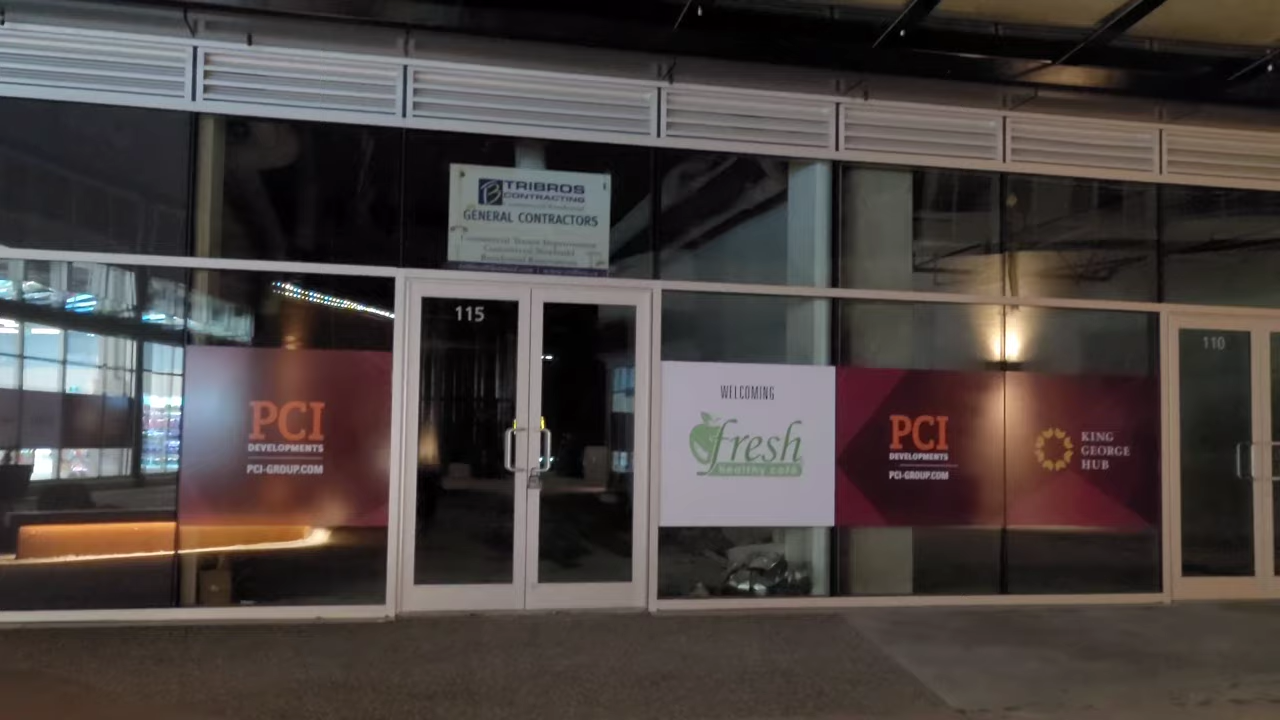 TRIBROS
CONTRACTING
GENERAL CONTRACTORS
115
PCI
DEVELOPMENTS
PCI-GROUP.COM
WELCOMING
fresh
healthy café
PCI
DEVELOPMENTS
PCI-GROUP.COM
KING
GEORGE
HUB
110